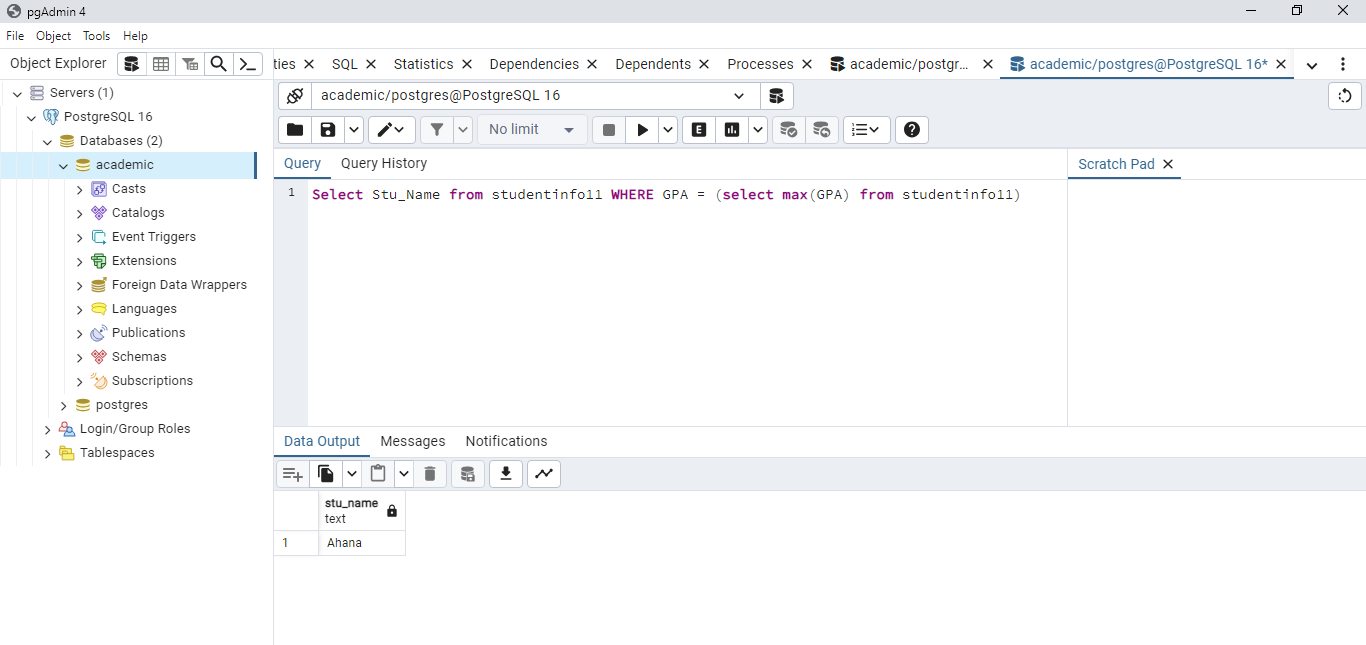 pgAdmin 4
File Object Tools Help
Object Explorer
ties SQL Statistics Dependencies Dependents Processes academic/postgr... academic/postgres@PostgreSQL 16*
Servers (1)
PostgreSQL 16
Databases (2)
academic
Casts
Catalogs
Event Triggers
Extensions
Foreign Data Wrappers
Languages
Publications
Schemas
Subscriptions
postgres
Login/Group Roles
Tablespaces
academic/postgres@PostgreSQL 16
No limit
E
Query Query History
Scratch Pad
1 Select Stu_Name from studentinfo11 WHERE GPA = (select max(GPA) from studentinfo11)
Data Output Messages Notifications
stu_name
text
1 Ahana